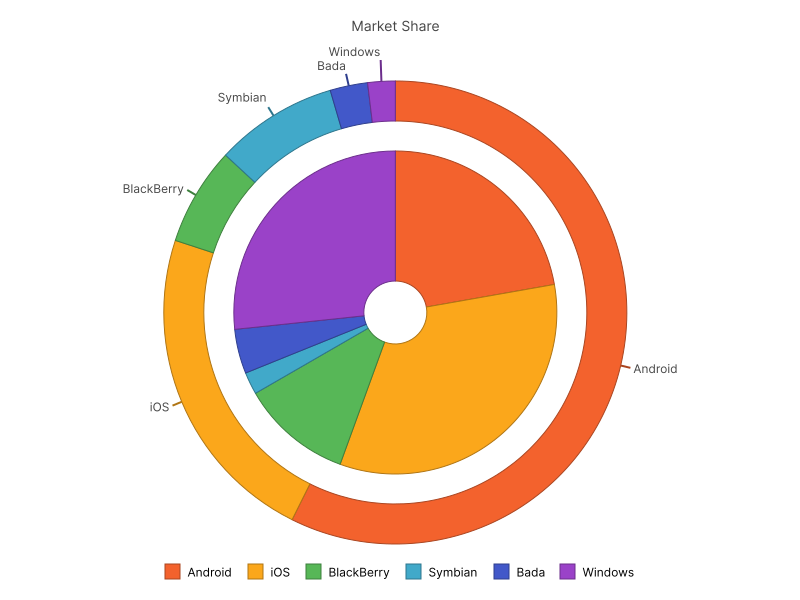 Market Share
Windows
Bada
Symbian
BlackBerry
Android
iOS
Android iOS BlackBerry Symbian Bada Windows